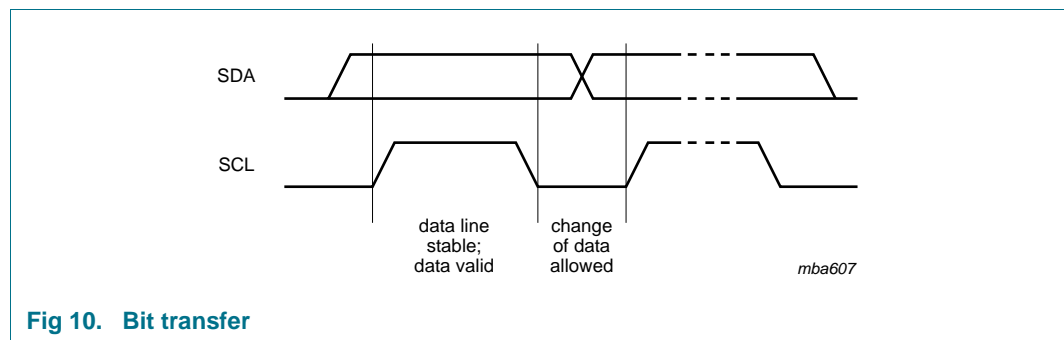 SDA
SCL
data line
stable;
data valid
change
of data
allowed
mba607
Fig 10. Bit transfer